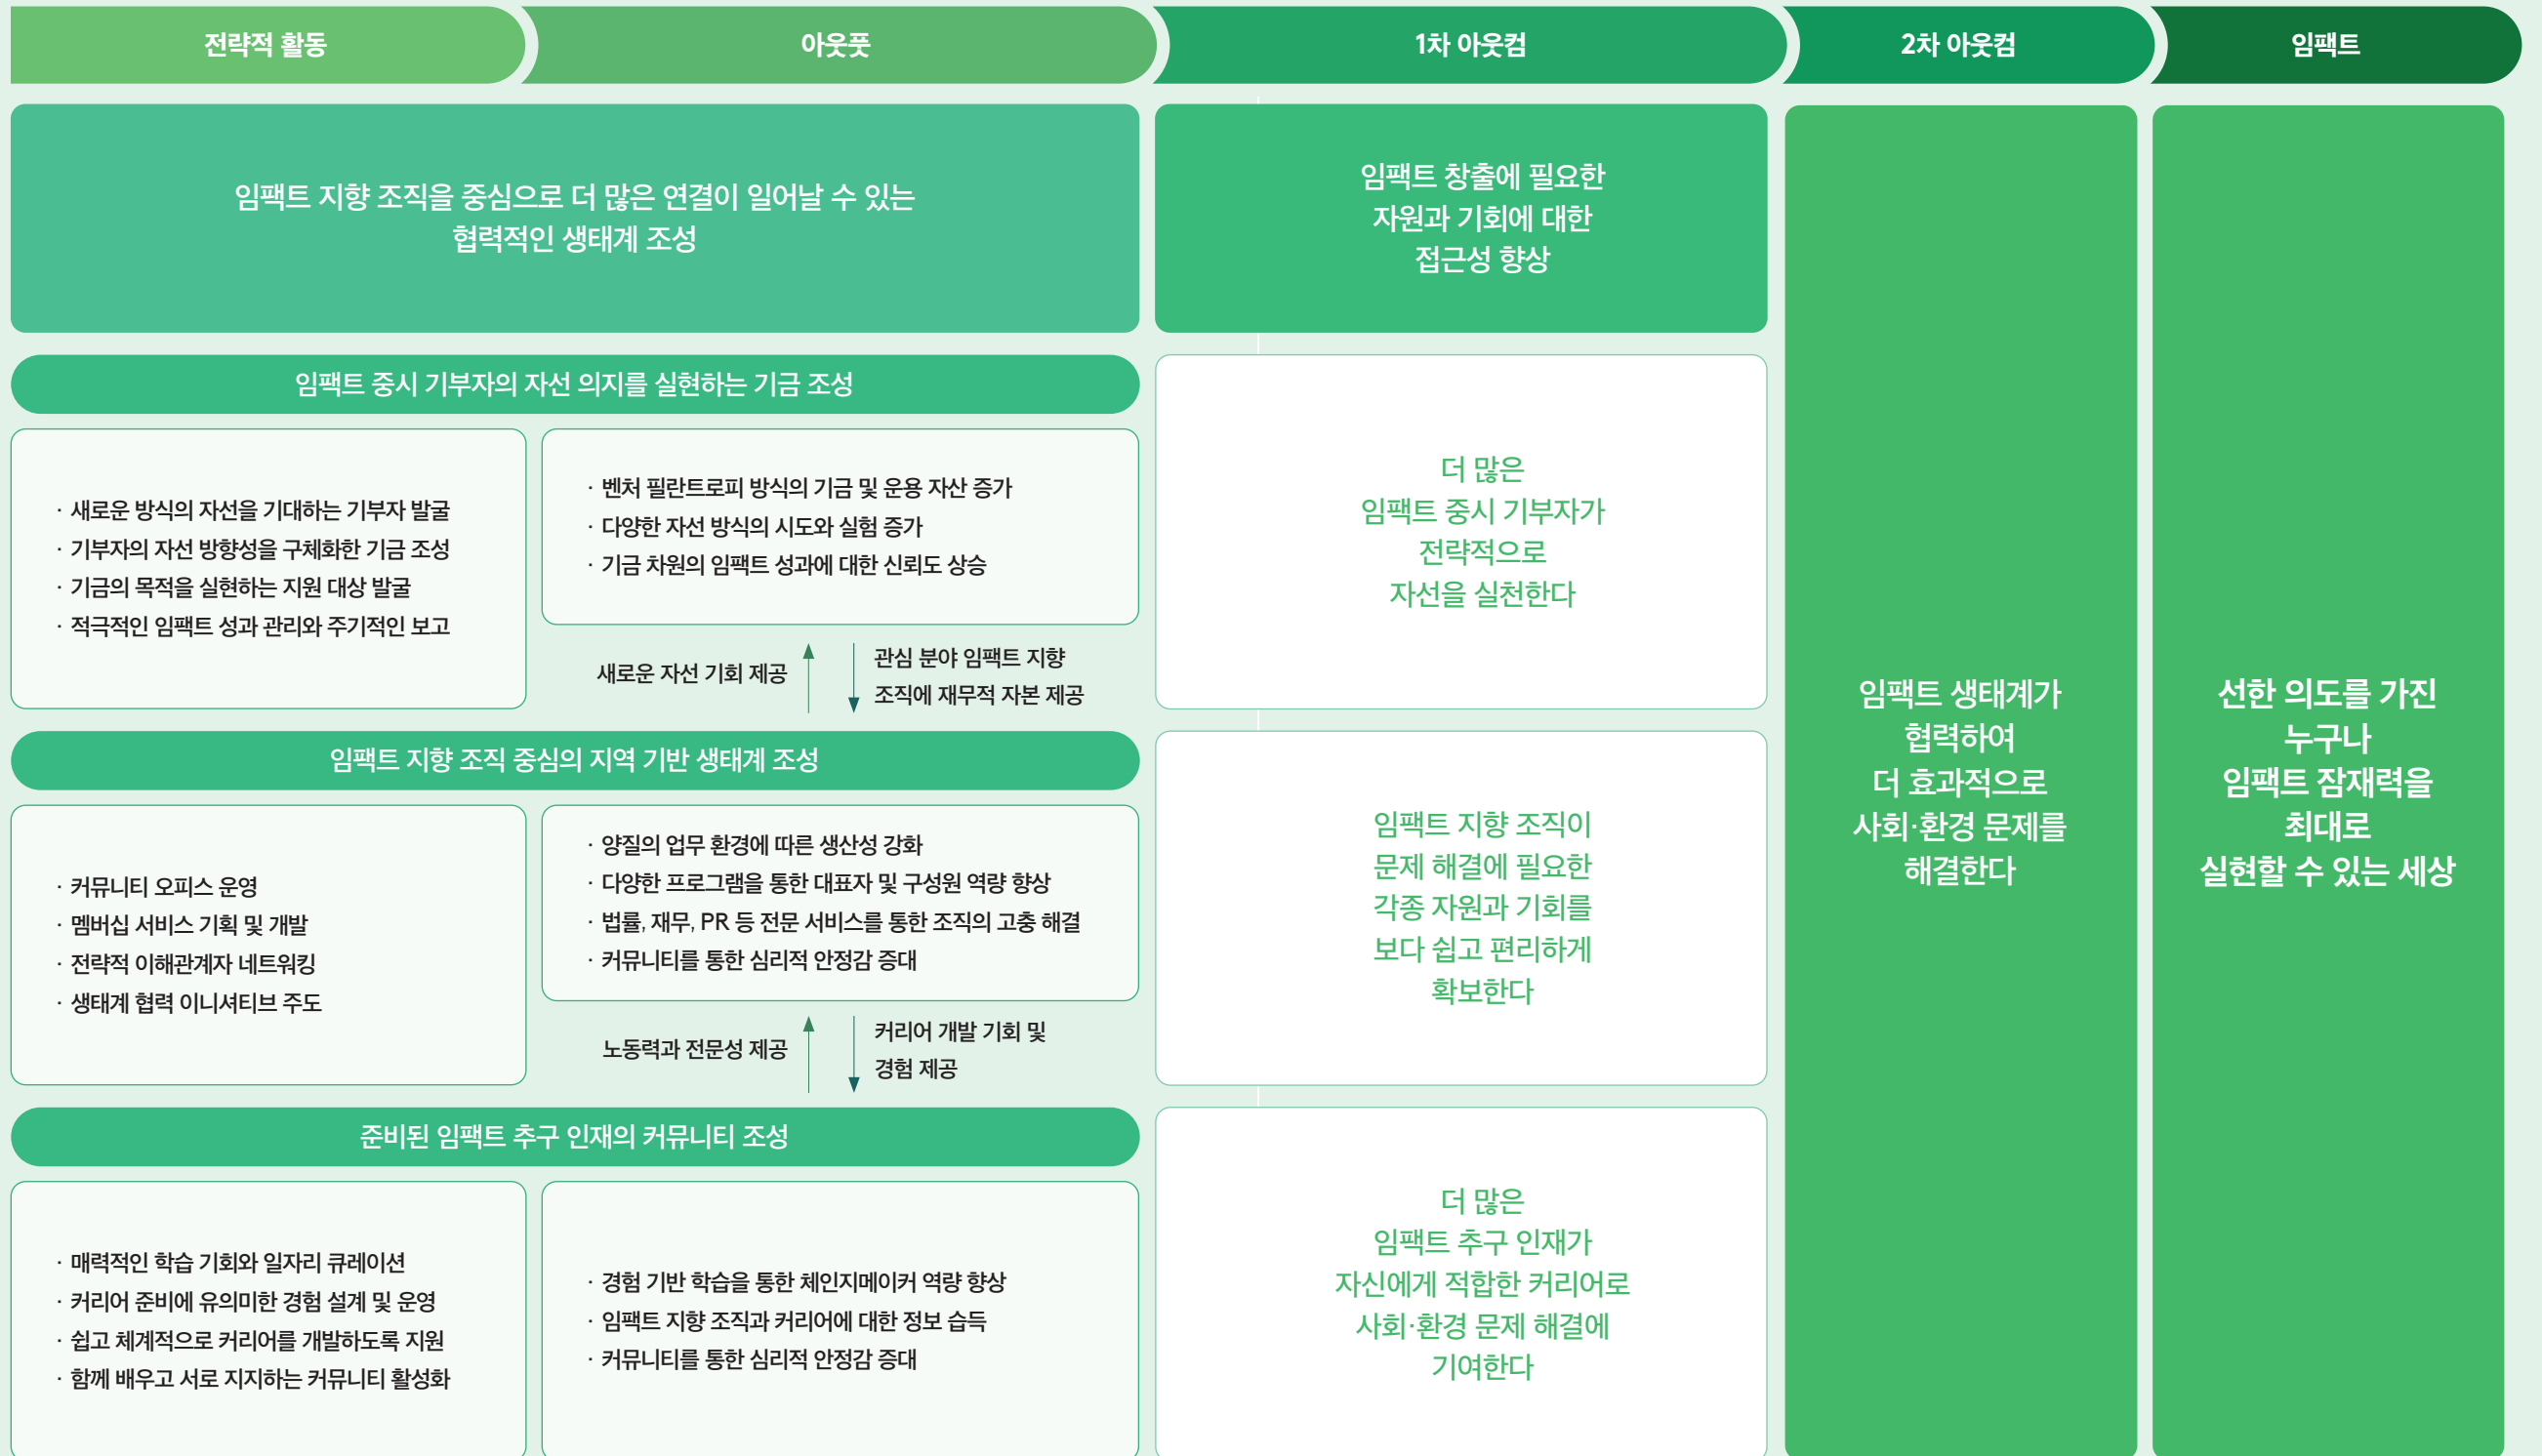 전략적 활동
아웃풋
1차 아웃컴
2차 아웃컴
임팩트
임팩트 지향 조직을 중심으로 더 많은 연결이 일어날 수 있는
협력적인 생태계 조성
임팩트 창출에 필요한
자원과 기회에 대한
접근성 향상
임팩트 중시 기부자의 자선 의지를 실현하는 기금 조성
· 새로운 방식의 자선을 기대하는 기부자 발굴
· 기부자의 자선 방향성을 구체화한 기금 조성
· 기금의 목적을 실현하는 지원 대상 발굴
· 적극적인 임팩트 성과 관리와 주기적인 보고
· 벤처 필란트로피 방식의 기금 및 운용 자산 증가
· 다양한 자선 방식의 시도와 실험 증가
· 기금 차원의 임팩트 성과에 대한 신뢰도 상승
새로운 자선 기회 제공
관심 분야 임팩트 지향
조직에 재무적 자본 제공
더 많은
임팩트 중시 기부자가
전략적으로
자선을 실천한다
임팩트 지향 조직 중심의 지역 기반 생태계 조성
· 커뮤니티 오피스 운영
· 멤버십 서비스 기획 및 개발
· 전략적 이해관계자 네트워킹
· 생태계 협력 이니셔티브 주도
· 양질의 업무 환경에 따른 생산성 강화
· 다양한 프로그램을 통한 대표자 및 구성원 역량 향상
· 법률, 재무, PR 등 전문 서비스를 통한 조직의 고충 해결
· 커뮤니티를 통한 심리적 안정감 증대
노동력과 전문성 제공
커리어 개발 기회 및
경험 제공
임팩트 지향 조직이
문제 해결에 필요한
각종 자원과 기회를
보다 쉽고 편리하게
확보한다
준비된 임팩트 추구 인재의 커뮤니티 조성
· 매력적인 학습 기회와 일자리 큐레이션
· 커리어 준비에 유의미한 경험 설계 및 운영
· 쉽고 체계적으로 커리어를 개발하도록 지원
· 함께 배우고 서로 지지하는 커뮤니티 활성화
· 경험 기반 학습을 통한 체인지메이커 역량 향상
· 임팩트 지향 조직과 커리어에 대한 정보 습득
· 커뮤니티를 통한 심리적 안정감 증대
더 많은
임팩트 추구 인재가
자신에게 적합한 커리어로
사회·환경 문제 해결에
기여한다
임팩트 생태계가
협력하여
더 효과적으로
사회·환경 문제를
해결한다
선한 의도를 가진
누구나
임팩트 잠재력을
최대로
실현할 수 있는 세상